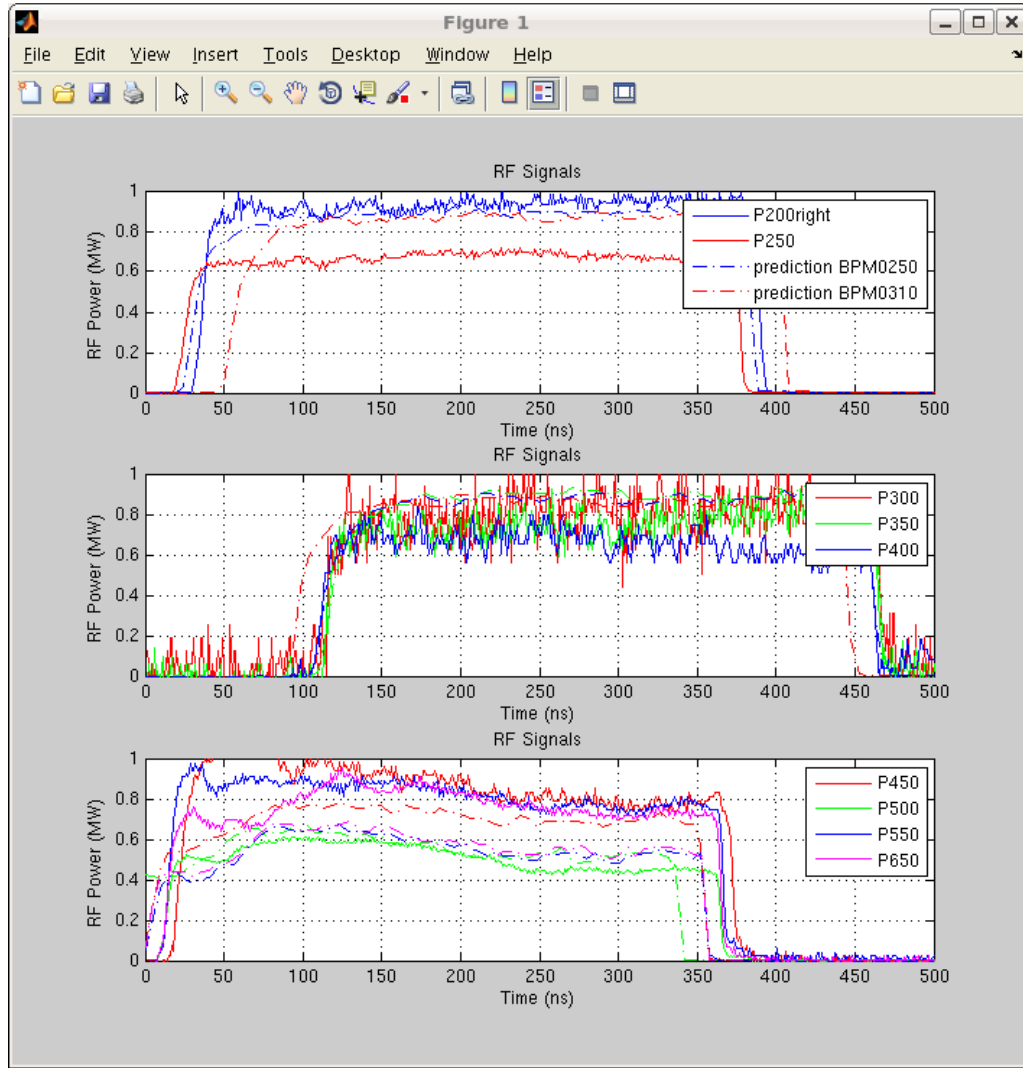 Figure 1
File Edit View Insert Tools Desktop Window Help
RF Signals
RF Power (MW)
1
0.8
0.6
0.4
0.2
0
0 50 100 150 200 250 300 350 400 450 500
Time (ns)
P200right
P250
prediction BPM0250
prediction BPM0310
RF Signals
RF Power (MW)
1
0.8
0.6
0.4
0.2
0
0 50 100 150 200 250 300 350 400 450 500
Time (ns)
P300
P350
P400
RF Signals
RF Power (MW)
1
0.8
0.6
0.4
0.2
0
0 50 100 150 200 250 300 350 400 450 500
Time (ns)
P450
P500
P550
P650